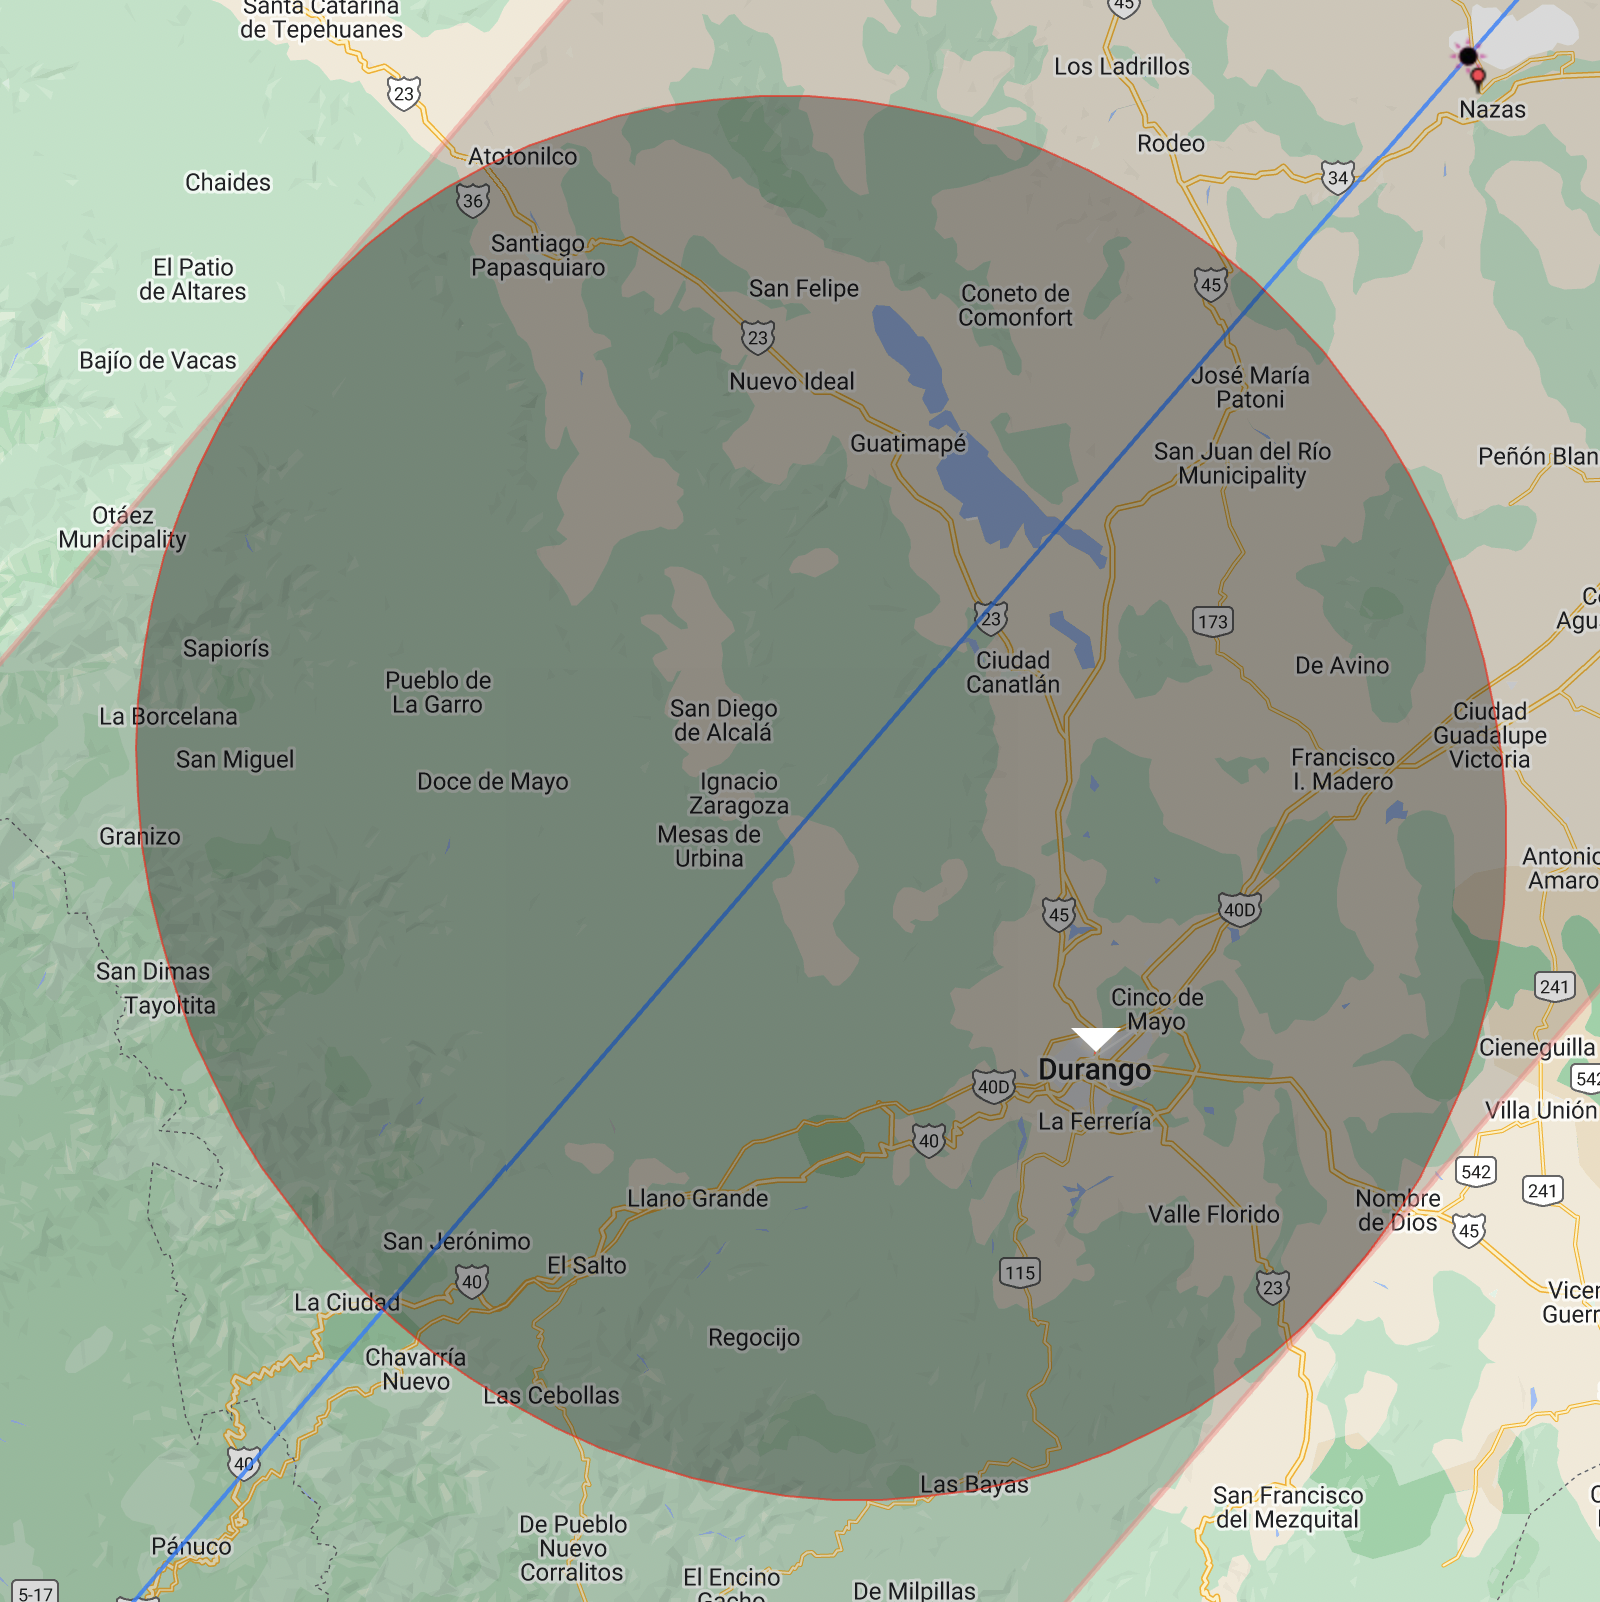 Santa Catarina
de Tepehuanes
45
Los Ladrillos
23
Nazas
Rodeo
Atotonilco
34
Chaides
36
Santiago
Papasquiaro
El Patio
de Altares
San Felipe
45
Coneto de
Comonfort
23
Bajío de Vacas
Nuevo Ideal
José María
Patoni
Guatimapé
San Juan del Río
Municipality
Peñón Blan
Otáez
Municipality
23
173
Agu
Sapiorís
Ciudad
Canatlán
De Avino
Pueblo de
La Garro
La Borcelana
San Diego
de Alcalá
Ciudad
Guadalupe
Victoria
San Miguel
Francisco
I. Madero
Doce de Mayo
Ignacio
Zaragoza
Granizo
Mesas de
Urbina
Antonio
Amaro
45
40D
San Dimas
241
Tayoltita
Cinco de
Mayo
Cieneguilla
Durango
40D
542
La Ferrería
Villa Unión
40
542
241
Llano Grande
Nombre
de Dios
Valle Florido
45
San Jerónimo
El Salto
40
115
23
La Ciudad
Vicen
Guerr
Regocijo
Chavarría
Nuevo
Las Cebollas
40
Las Bayas
San Francisco
del Mezquital
De Pueblo
Nuevo
Corralitos
Pánuco
El Encino
Gacho
De Milpillas
5-17